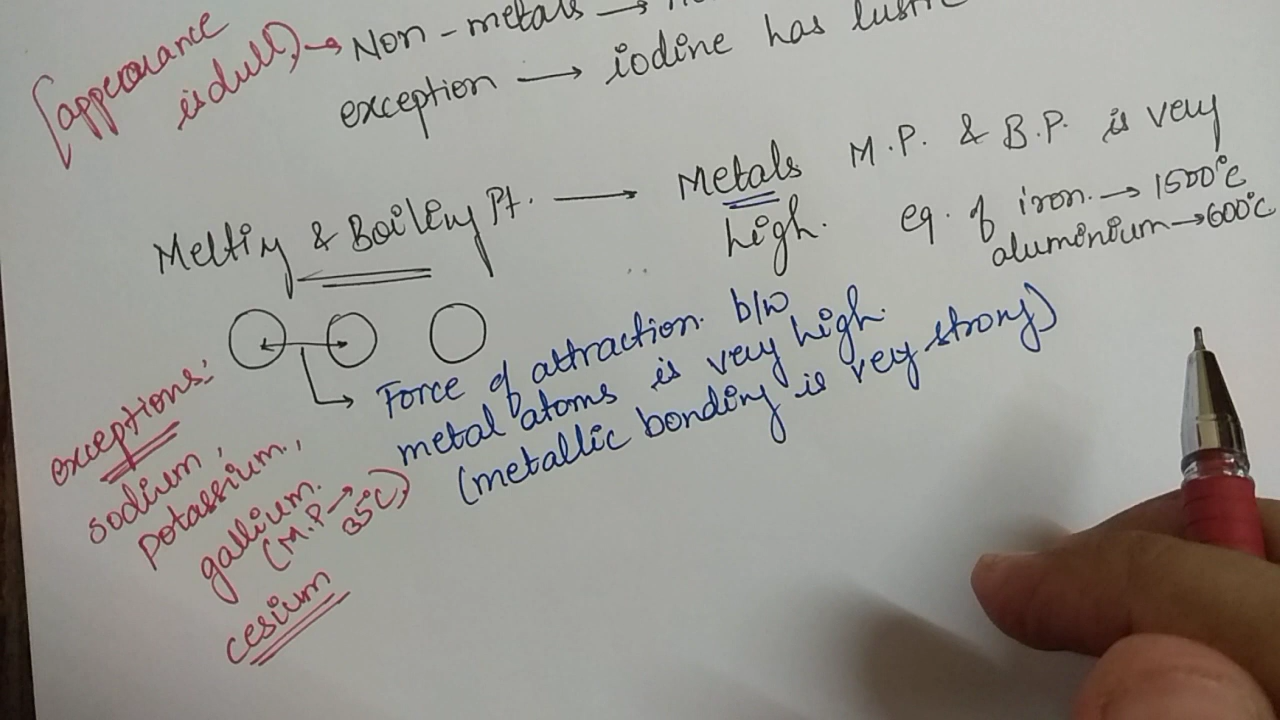 [appearance
is dull) → Non-metals →
exception → iodine has
Melting & Boiling Pt. → Metals M.P. & B.P. is very
high. eg. of iron. → 1500°C
aluminium → 600°C
Force of attraction b/w
metal atoms is very high.
(metallic bonding is very strong)
exceptions:
sodium,
potassium,
gallium.
(M.P → 35°C)
cesium